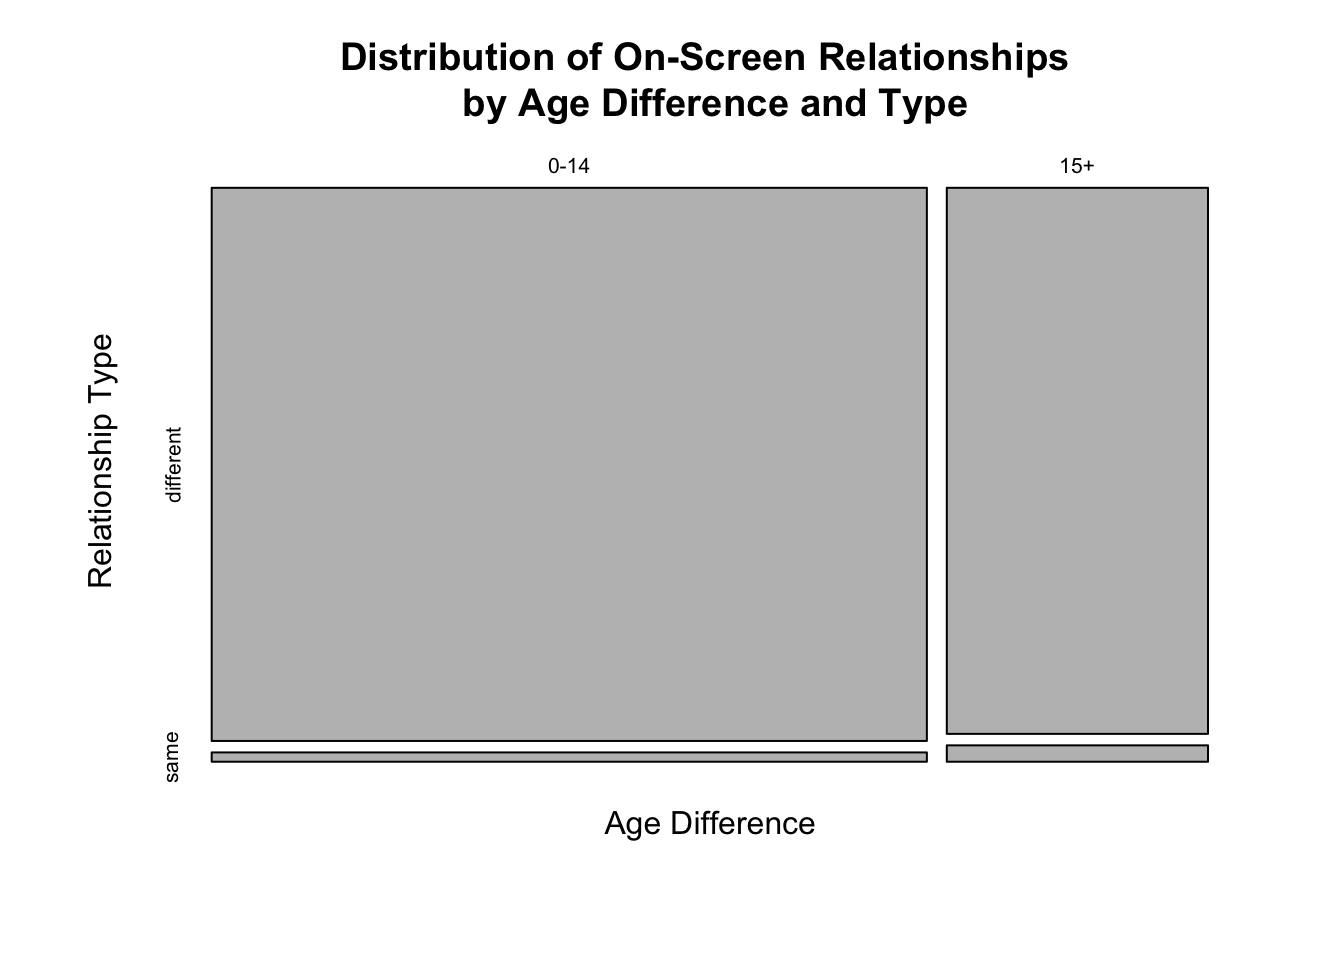 Distribution of On-Screen Relationships
by Age Difference and Type
0-14
15+
Relationship Type
different
same
Age Difference